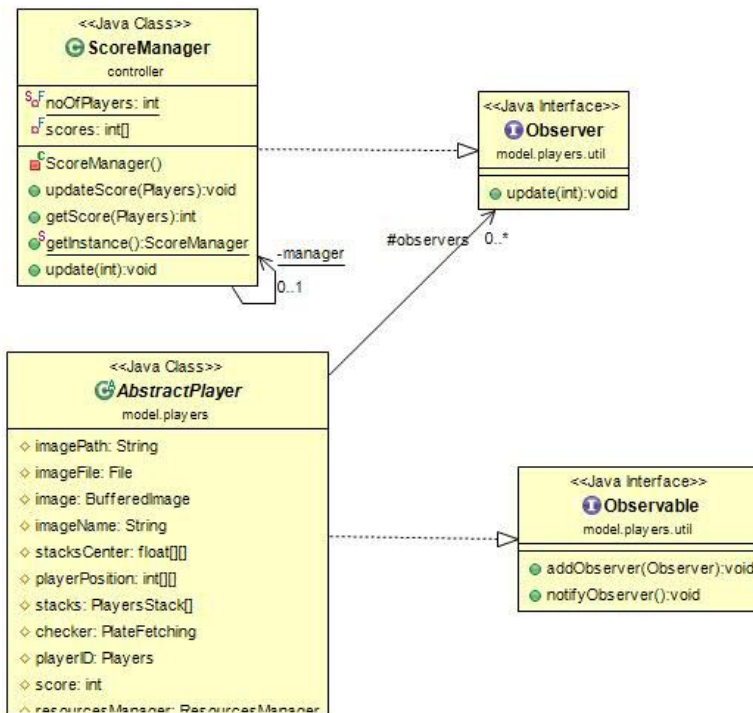 <<Java Class>>
ScoreManager
controller
noOfPlayers: int
scores: int[]
ScoreManager()
updateScore(Players):void
getScore(Players):int
getInstance():ScoreManager
update(int):void
-manager
0..1
<<Java Interface>>
Observer
model.players.util
update(int):void
#observers 0..*
<<Java Class>>
AbstractPlayer
model.players
imagePath: String
imageFile: File
image: BufferedImage
imageName: String
stacksCenter: float[][]
playerPosition: int[][]
stacks: PlayersStack[]
checker: PlateFetching
playerID: Players
score: int
resourcesManager: ResourcesManager
<<Java Interface>>
Observable
model.players.util
addObserver(Observer):void
notifyObserver():void